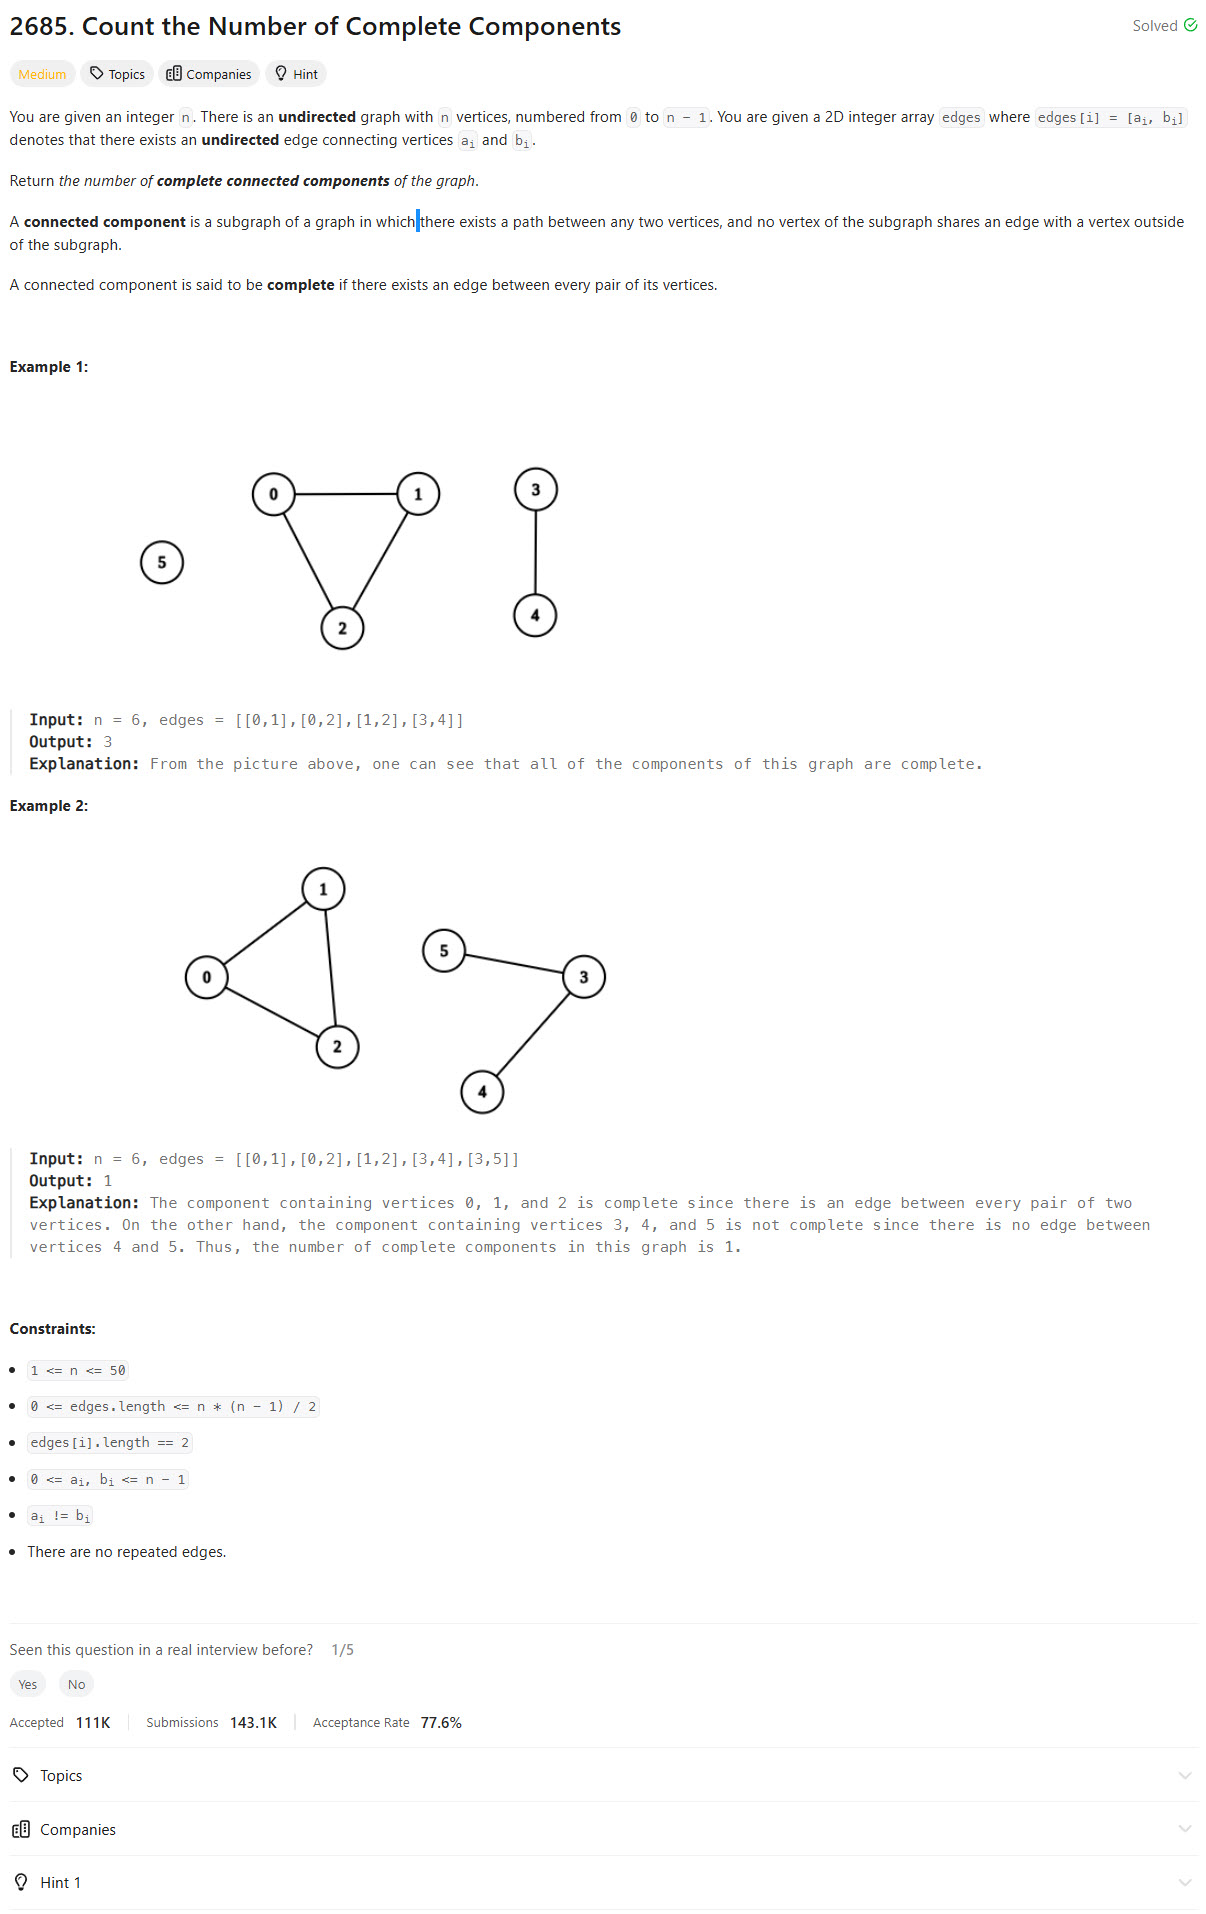 2685. Count the Number of Complete Components
Solved
Medium Topics Companies Hint
You are given an integer n. There is an undirected graph with n vertices, numbered from 0 to n - 1. You are given a 2D integer array edges where edges[i] = [aᵢ, bᵢ]
denotes that there exists an undirected edge connecting vertices aᵢ and bᵢ.
Return the number of complete connected components of the graph.
A connected component is a subgraph of a graph in which there exists a path between any two vertices, and no vertex of the subgraph shares an edge with a vertex outside
of the subgraph.
A connected component is said to be complete if there exists an edge between every pair of its vertices.
Example 1:
3
0 1
5
4
2
Input: n = 6, edges = [[0,1],[0,2],[1,2],[3,4]]
Output: 3
Explanation: From the picture above, one can see that all of the components of this graph are complete.
Example 2:
1
5
0 3
2
4
Input: n = 6, edges = [[0,1],[0,2],[1,2],[3,4],[3,5]]
Output: 1
Explanation: The component containing vertices 0, 1, and 2 is complete since there is an edge between every pair of two
vertices. On the other hand, the component containing vertices 3, 4, and 5 is not complete since there is no edge between
vertices 4 and 5. Thus, the number of complete components in this graph is 1.
Constraints:
• 1 <= n <= 50
• 0 <= edges.length <= n * (n - 1) / 2
• edges[i].length == 2
• 0 <= aᵢ, bᵢ <= n - 1
• aᵢ != bᵢ
• There are no repeated edges.
Seen this question in a real interview before? 1/5
Yes No
Accepted 111K Submissions 143.1K Acceptance Rate 77.6%
Topics
Companies
Hint 1